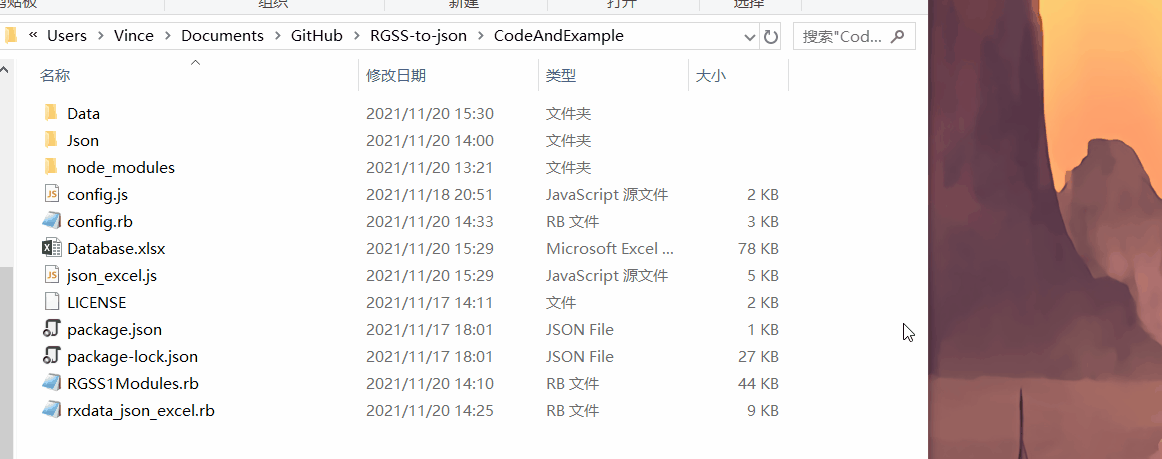 组织 新建 打开 选择
« Users > Vince > Documents > GitHub > RGSS-to-json > CodeAndExample 搜索"Cod...
名称 修改日期 类型 大小
Data 2021/11/20 15:30 文件夹
Json 2021/11/20 14:00 文件夹
node_modules 2021/11/20 13:21 文件夹
config.js 2021/11/18 20:51 JavaScript 源文件 2 KB
config.rb 2021/11/20 14:33 RB 文件 3 KB
Database.xlsx 2021/11/20 15:29 Microsoft Excel ... 78 KB
json_excel.js 2021/11/20 15:29 JavaScript 源文件 5 KB
LICENSE 2021/11/17 14:11 文件 2 KB
package.json 2021/11/17 18:01 JSON File 1 KB
package-lock.json 2021/11/17 18:01 JSON File 27 KB
RGSS1Modules.rb 2021/11/20 14:10 RB 文件 44 KB
rxdata_json_excel.rb 2021/11/20 14:25 RB 文件 9 KB